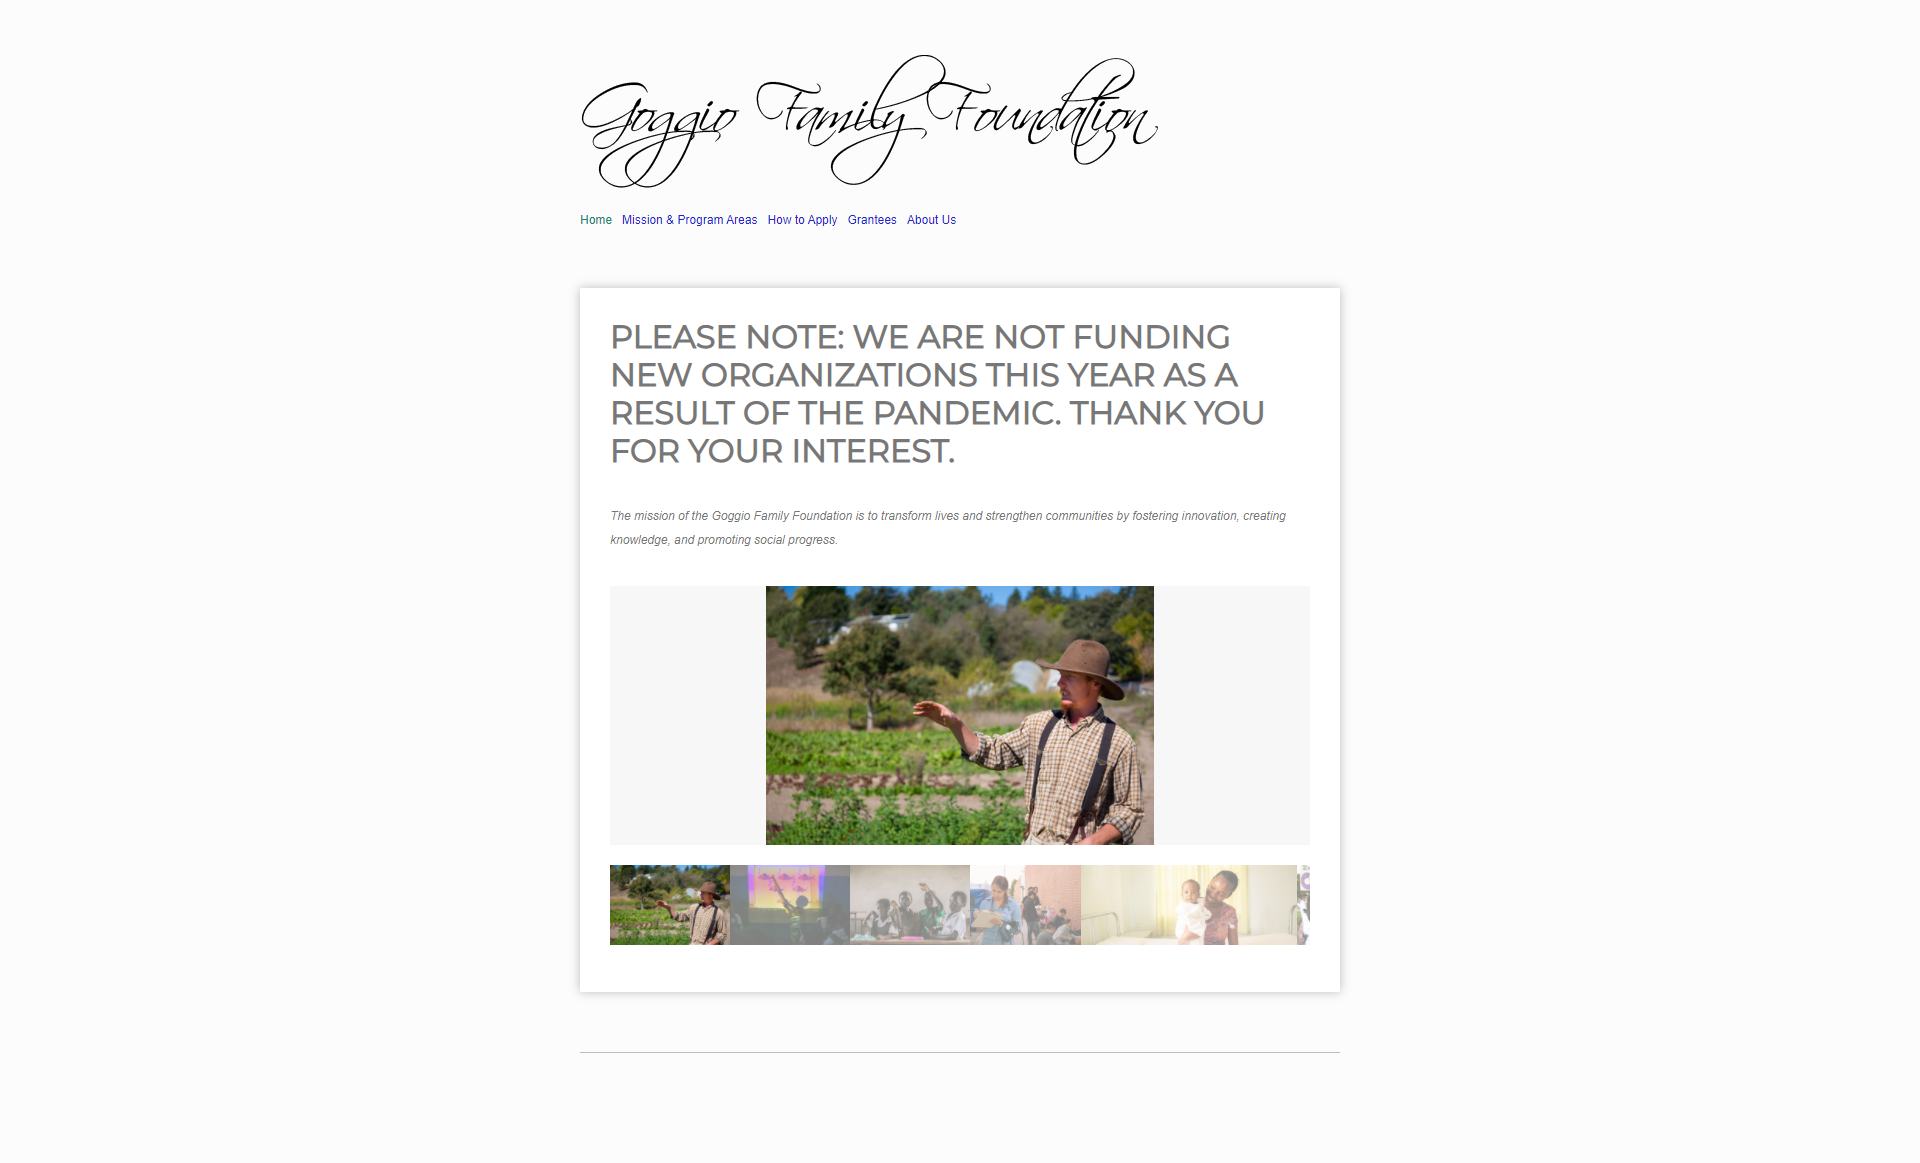 Goggio Family Foundation
Home Mission & Program Areas How to Apply Grantees About Us
PLEASE NOTE: WE ARE NOT FUNDING
NEW ORGANIZATIONS THIS YEAR AS A
RESULT OF THE PANDEMIC. THANK YOU
FOR YOUR INTEREST.
The mission of the Goggio Family Foundation is to transform lives and strengthen communities by fostering innovation, creating
knowledge, and promoting social progress.